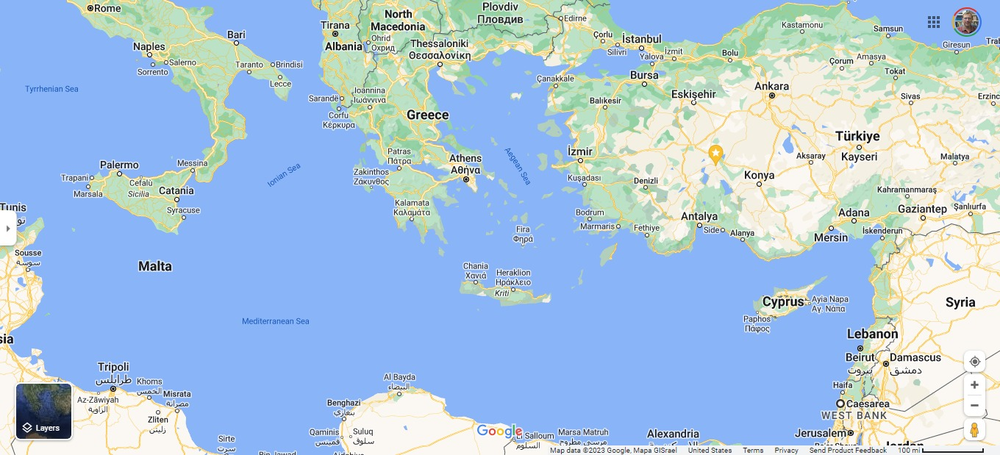 Rome
Tirana
North
Macedonia
Plovdiv
Пловдив
Edirne
Kastamonu
Samsun
Bari
Albania
Ohrid
Охрид
Thessaloniki
Θεσσαλονίκη
Çorlu
İstanbul
Silivri
Yalova
İzmit
Bolu
Giresun
Naples
Salerno
Sorrento
Taranto
Brindisi
Lecce
Çanakkale
Bursa
Çorum
Amasya
Tokat
Tyrrhenian Sea
Sarandë
Ioannina
Ιωάννινα
Balıkesir
Eskişehir
Ankara
Sivas
Corfu
Κέρκυρα
Greece
Türkiye
Palermo
Messina
Ionian Sea
Patras
Πάτρα
Athens
Αθήνα
Aegean Sea
İzmir
Aksaray
Kayseri
Malatya
Trapani
Cefalù
Marsala
Sicilia
Catania
Zakinthos
Ζάκυνθος
Kuşadası
Denizli
Konya
Kahramanmaraş
Tunis
Syracuse
Kalamata
Καλαμάτα
Bodrum
Marmaris
Fethiye
Antalya
Side
Alanya
Adana
Gaziantep
Şanlıurfa
Mersin
İskenderun
Fira
Φηρά
Sousse
سوسة
Malta
Chania
Χανιά
Heraklion
Ηράκλειο
Kriti
Cyprus
Ayia Napa
Αγ. Νάπα
Paphos
Πάφος
Syria
Mediterranean Sea
Lebanon
Beirut
بيروت
Damascus
دمشق
Tripoli
طرابلس
Khoms
الخمس
Misrata
مصراتة
Az-Zāwiyah
الزاوية
Zliten
زليتن
Al Bayda
البيضاء
Benghazi
بنغازي
Haifa
Caesarea
WEST BANK
Layers
Sirte
سرت
Qaminis
قمينس
Suluq
سلوق
Google
El Salloum
السلوم
Marsa Matruh
مرسى مطروح
Alexandria
Jerusalem
Jordan
Map data ©2023 Google, Mapa GISrael
United States
Terms
Privacy
Send Product Feedback
100 mi